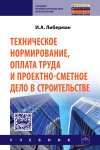 И.А. Либерман
ТЕХНИЧЕСКОЕ
НОРМИРОВАНИЕ,
ОПЛАТА ТРУДА
И ПРОЕКТНО-СМЕТНОЕ
ДЕЛО В СТРОИТЕЛЬСТВЕ
УЧЕБНИК